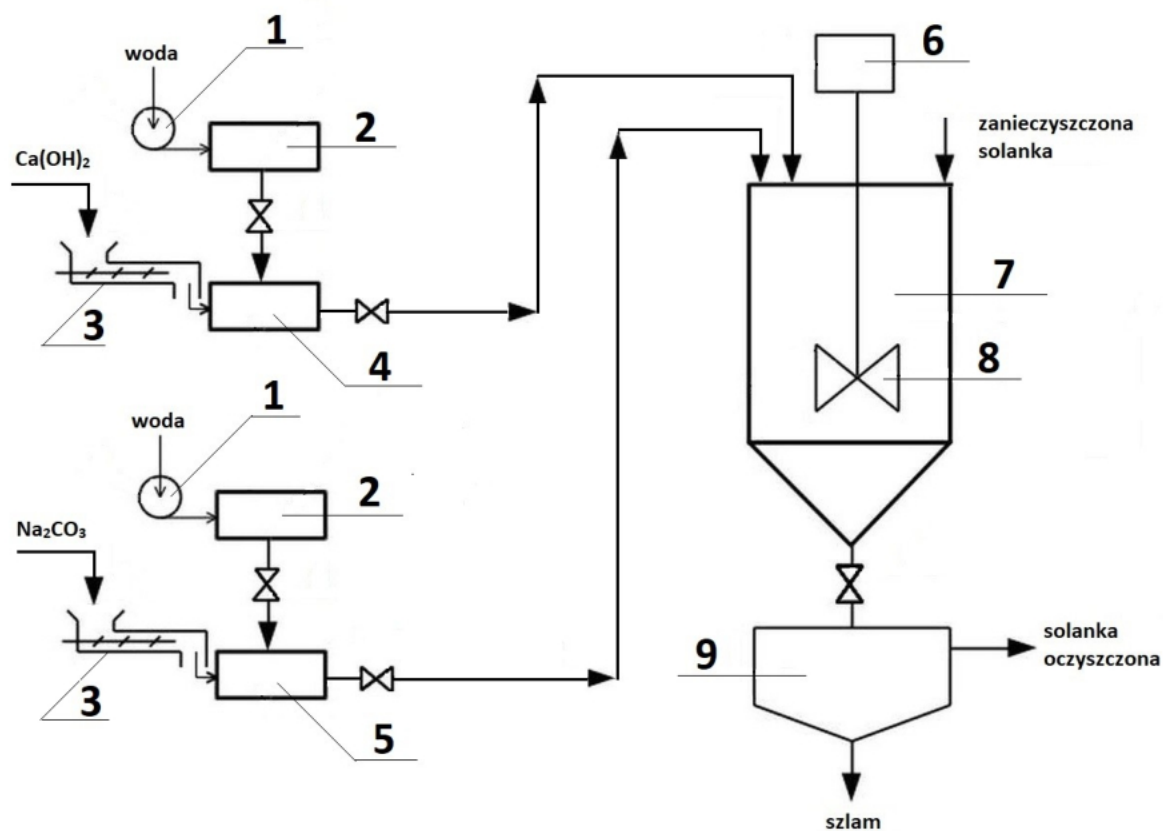 1
woda
2
Ca(OH)₂
3
4
1
woda
2
Na₂CO₃
3
5
6
zanieczyszczona
solanka
7
8
9
solanka
oczyszczona
szlam